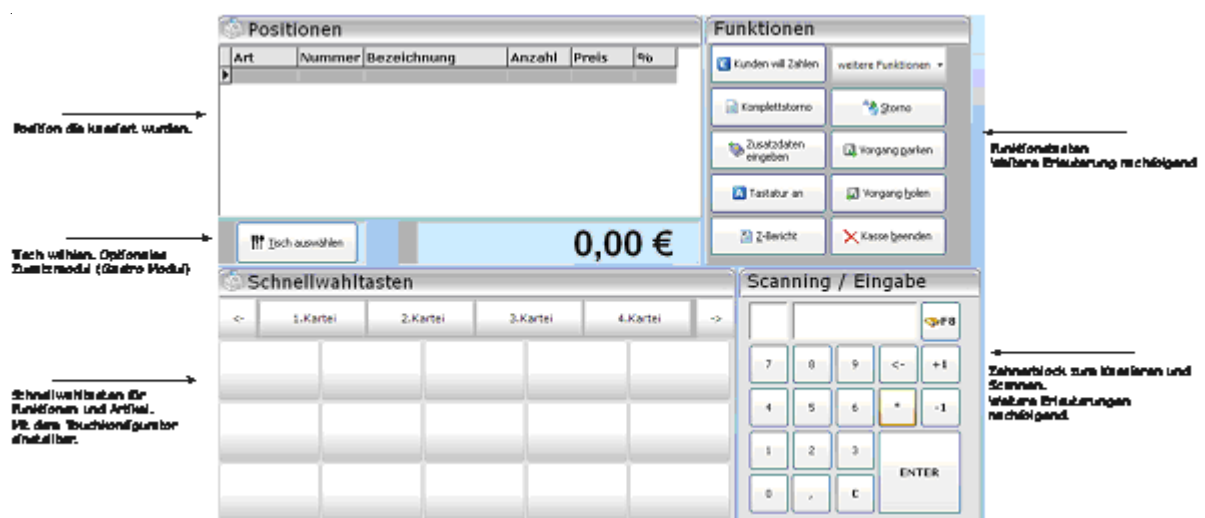 Positionen
Art Nummer Bezeichnung Anzahl Preis %
Position die kassiert wurden.
Tisch auswählen
0,00 €
Tisch wählen. Optionales
Zusatzmodul (Gastro Modul)
Funktionen
Kunden will Zahlen
weitere Funktionen
Komplettstorno
Storno
Zusatzdaten
eingeben
Vorgang parken
Tastatur an
Vorgang holen
Z-Bericht
Kasse beenden
Funktionstasten
Weitere Erläuterung nachfolgend
Schnellwahltasten
<- 1.Kartei 2.Kartei 3.Kartei 4.Kartei ->
Schnellwahltasten für
Funktionen und Artikel.
Mit dem Touchkonfigurator
einstellbar.
Scanning / Eingabe
F8
7 8 9 <- +1
4 5 6 * -1
1 2 3
ENTER
0 , C
Zehnerblock zum Kassieren und
Scannen.
Weitere Erläuterungen
nachfolgend.